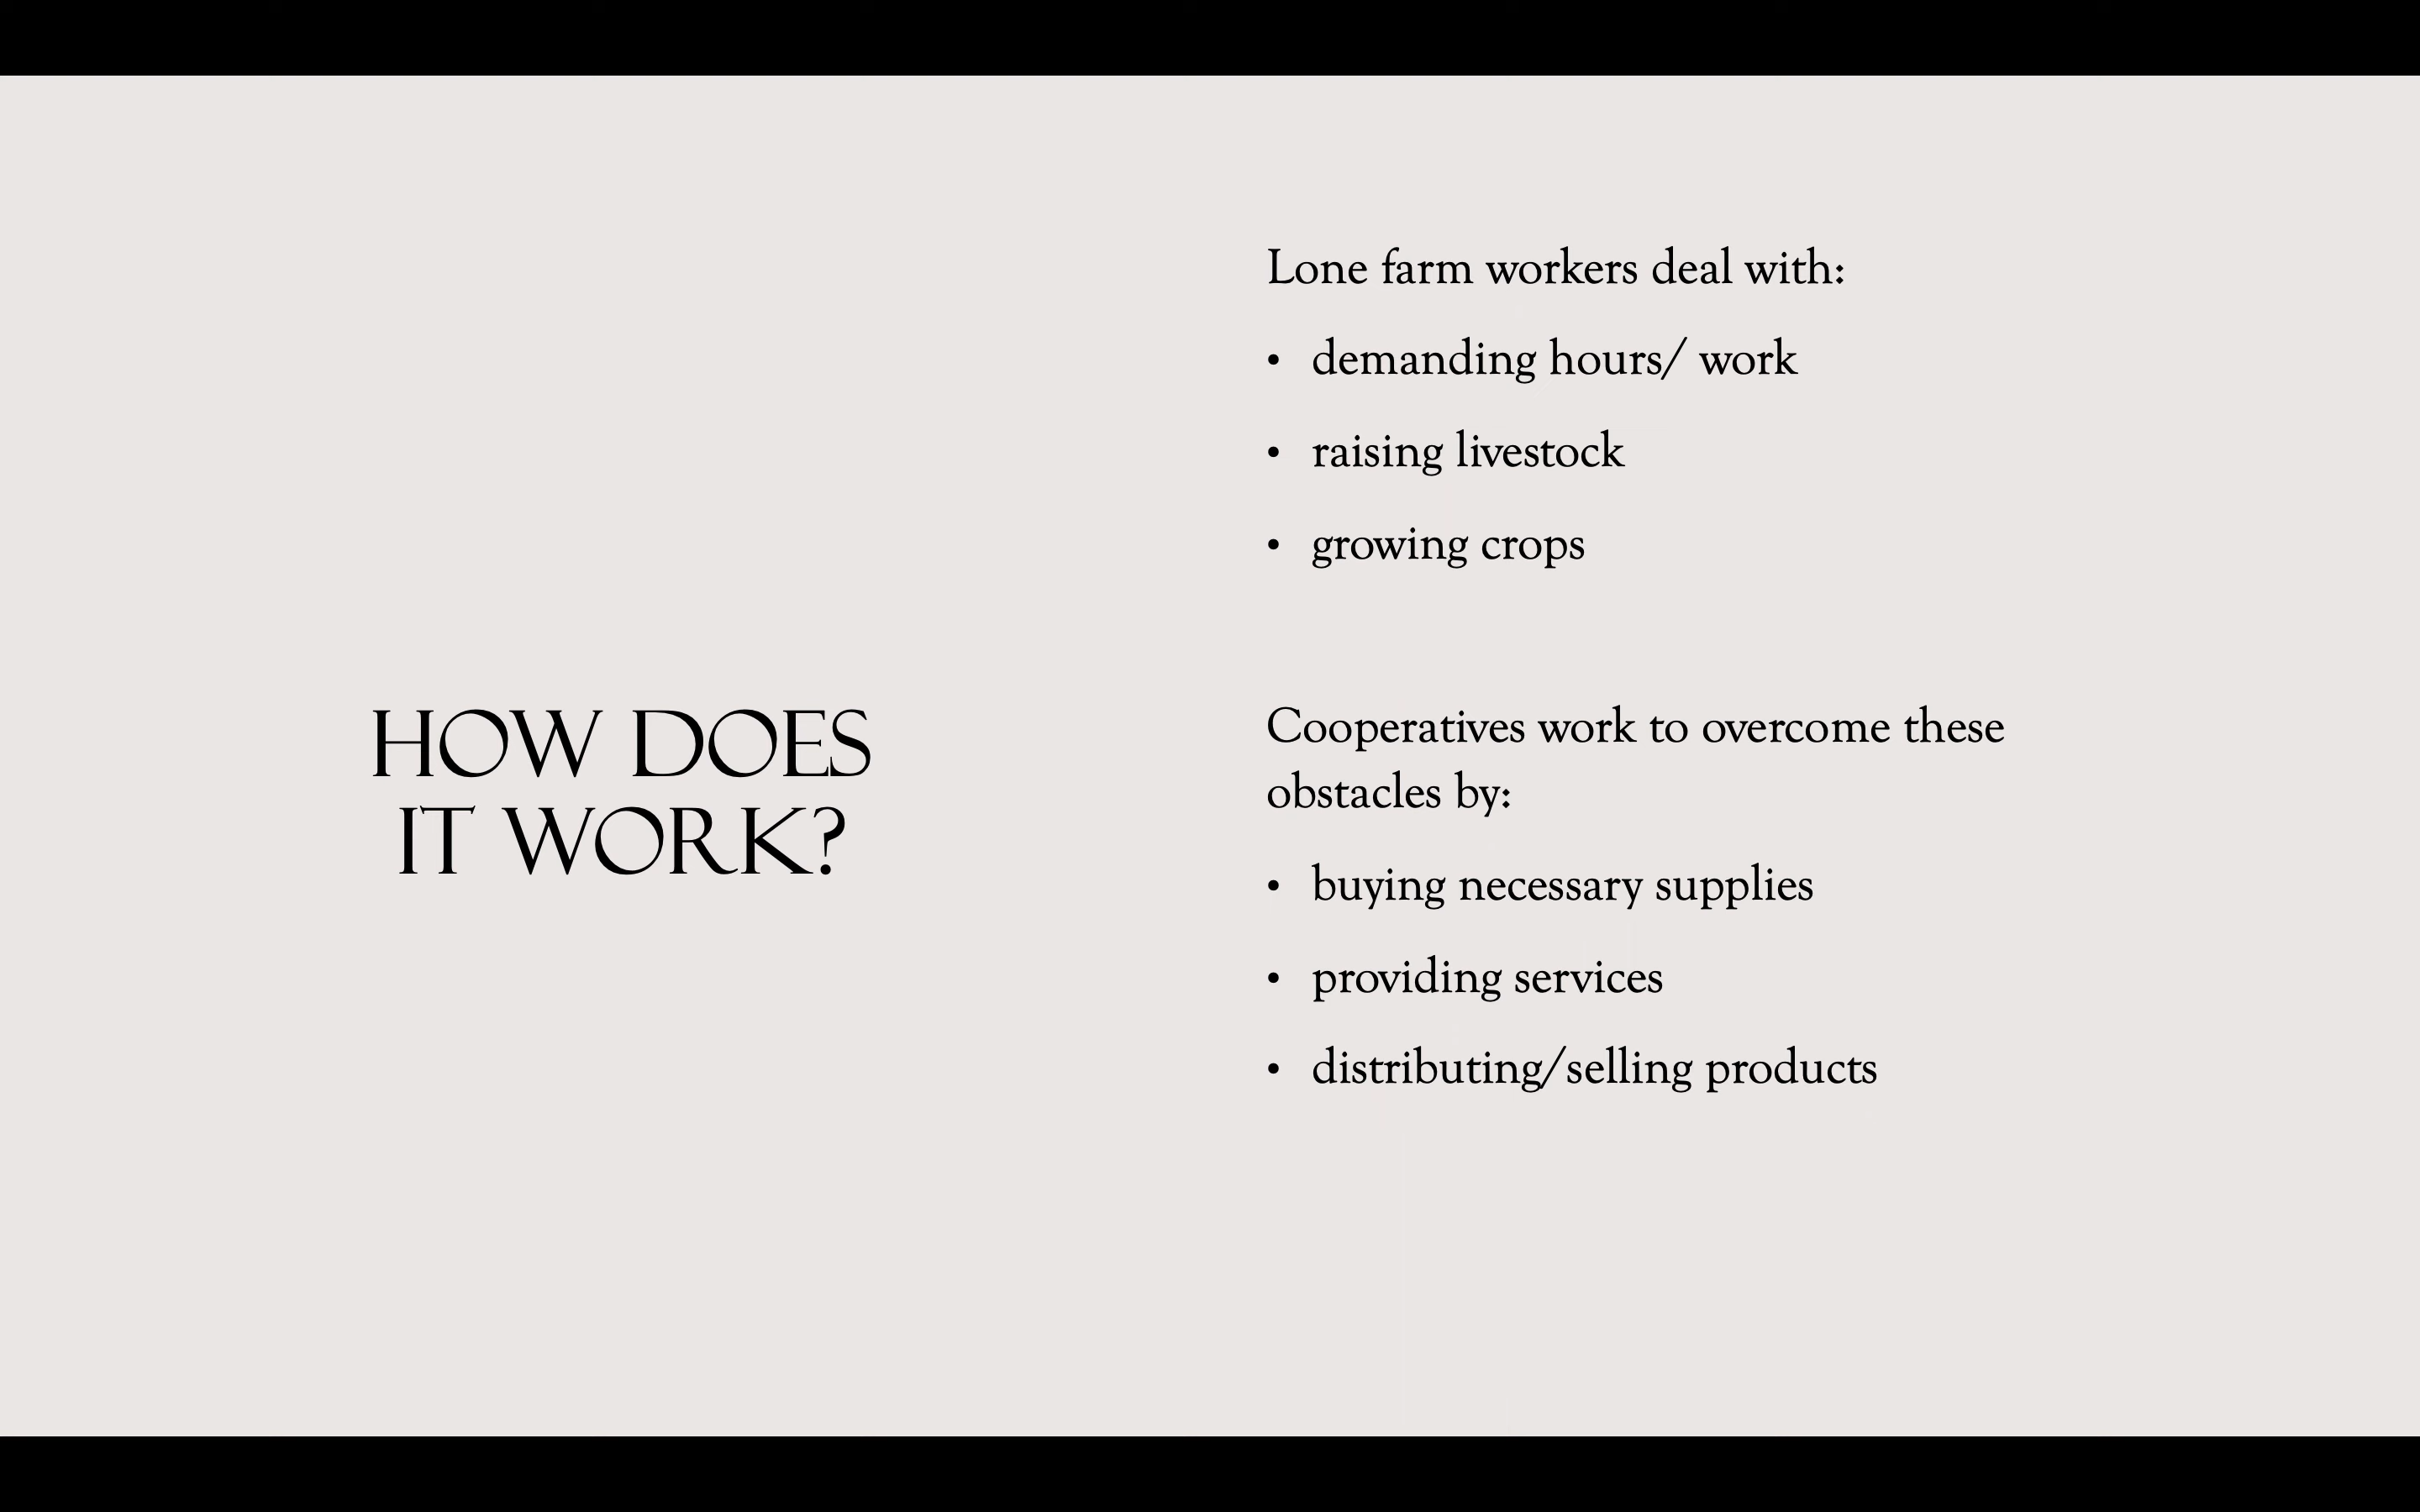 HOW DOES
IT WORK?
Lone farm workers deal with:
• demanding hours/ work
• raising livestock
• growing crops
Cooperatives work to overcome these
obstacles by:
• buying necessary supplies
• providing services
• distributing/selling products